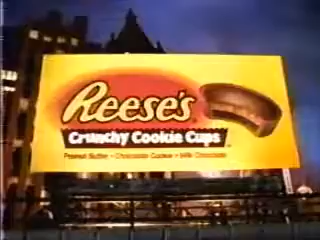 Reese's
Crunchy Cookie Cups
Peanut Butter • Chocolate Cookie • Milk Chocolate